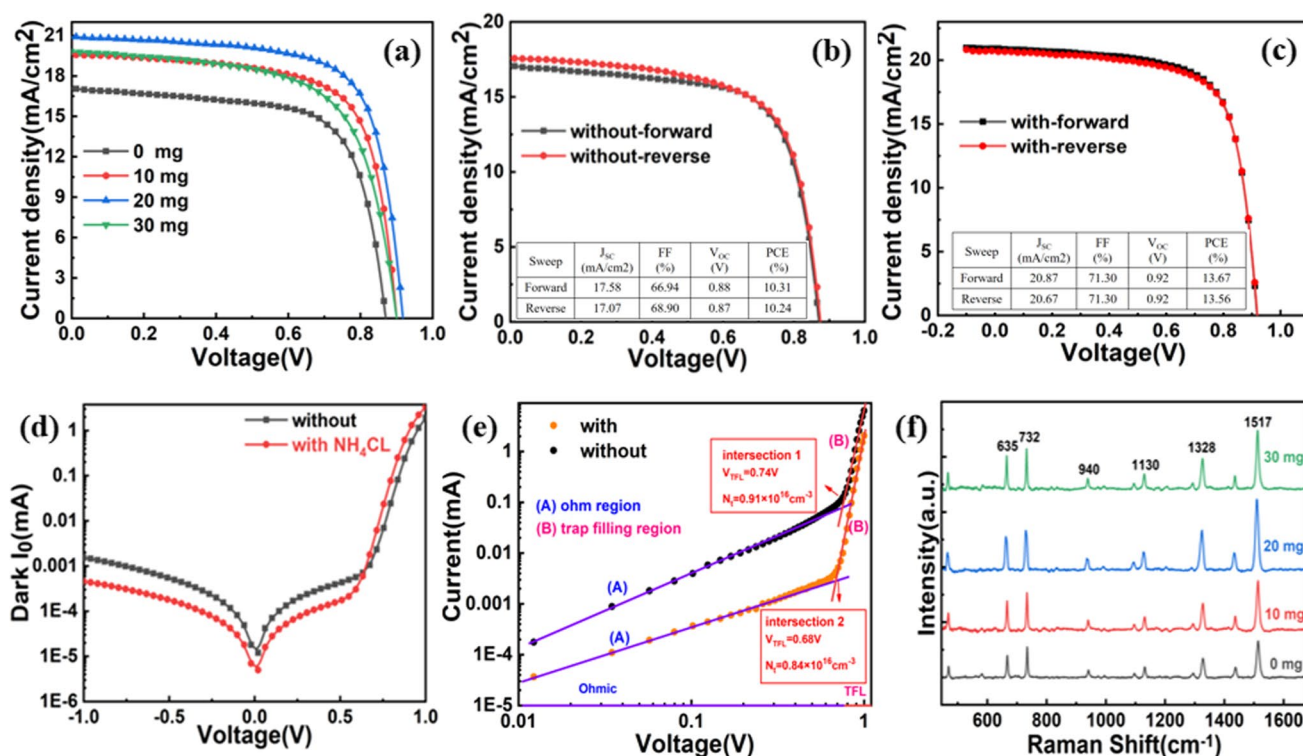 (a)
Current density(mA/cm²)
21
18
15
12
9
6
3
0
0 mg
10 mg
20 mg
30 mg
0.0 0.2 0.4 0.6 0.8 1.0
Voltage(V)
(b)
Current density(mA/cm²)
20
15
10
5
0
without-forward
without-reverse
Sweep J_SC (mA/cm2) FF (%) V_OC (V) PCE (%)
Forward 17.58 66.94 0.88 10.31
Reverse 17.07 68.90 0.87 10.24
0.0 0.2 0.4 0.6 0.8 1.0
Voltage(V)
(c)
Current density(mA/cm²)
20
15
10
5
0
with-forward
with-reverse
Sweep J_SC (mA/cm2) FF (%) V_OC (V) PCE (%)
Forward 20.87 71.30 0.92 13.67
Reverse 20.67 71.30 0.92 13.56
-0.2 0.0 0.2 0.4 0.6 0.8 1.0
Voltage(V)
(d)
Dark I₀(mA)
1
0.1
0.01
0.001
1E-4
1E-5
1E-6
without
with NH₄CL
-1.0 -0.5 0.0 0.5 1.0
Voltage(V)
(e)
Current(mA)
1
0.1
0.01
0.001
1E-4
1E-5
with
without
(A) ohm region
(B) trap filling region
intersection 1
V_TFL=0.74V
N_t=0.91×10¹⁶cm⁻³
(B)
(B)
(A)
(A)
intersection 2
V_TFL=0.68V
N_t=0.84×10¹⁶cm⁻³
Ohmic
TFL
0.01 0.1 1
Voltage(V)
(f)
Intensity(a.u.)
635 732 940 1130 1328 1517
30 mg
20 mg
10 mg
0 mg
600 800 1000 1200 1400 1600
Raman Shift(cm⁻¹)